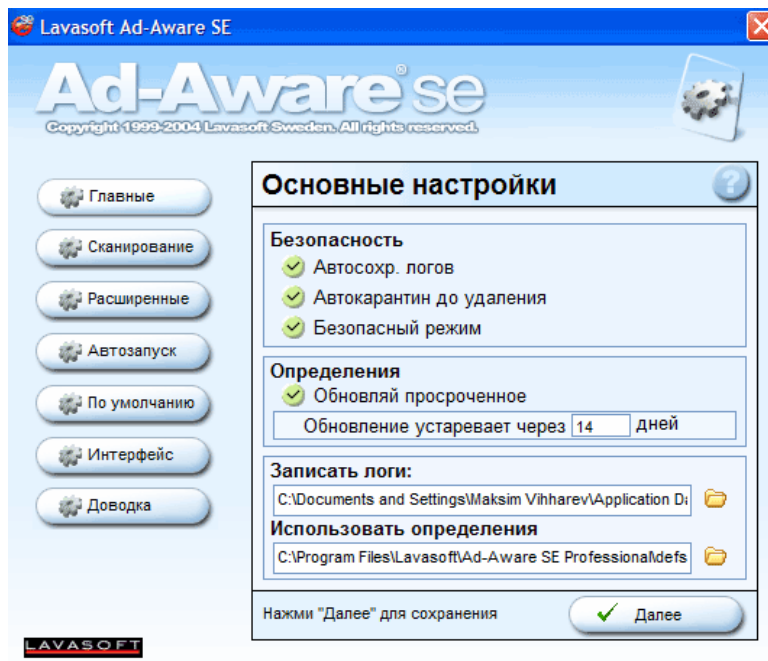 Lavasoft Ad-Aware SE
Ad-Aware® se
Copyright 1999-2004 Lavasoft Sweden. All rights reserved.
Главные
Сканирование
Расширенные
Автозапуск
По умолчанию
Интерфейс
Доводка
Основные настройки
?
Безопасность
Автосохр. логов
Автокарантин до удаления
Безопасный режим
Определения
Обновляй просроченное
Обновление устаревает через 14 дней
Записать логи:
C:\Documents and Settings\Maksim Vihharev\Application Da
Использовать определения
C:\Program Files\Lavasoft\Ad-Aware SE Professional\defs
Нажми "Далее" для сохранения
Далее
LAVASOFT